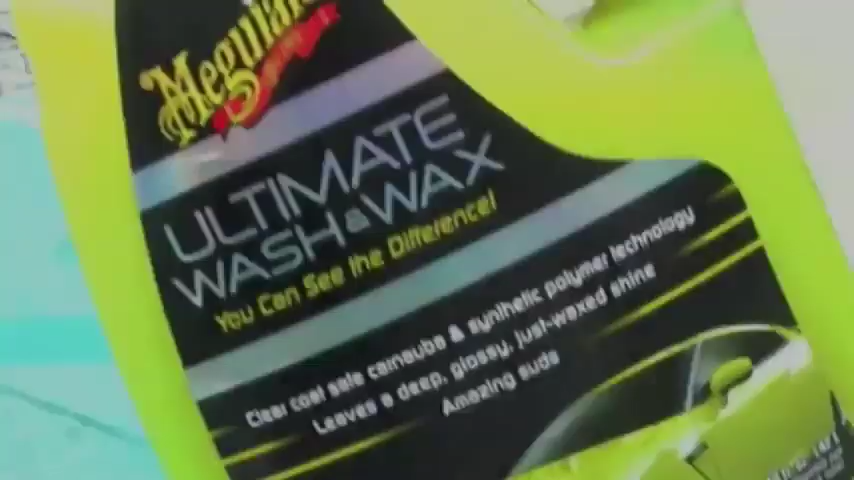 Meguiar's
ULTIMATE
WASH & WAX
You Can See the Difference!
Clear coat safe carnauba & synthetic polymer technology
Leaves a deep, glossy, just-waxed shine
Amazing suds